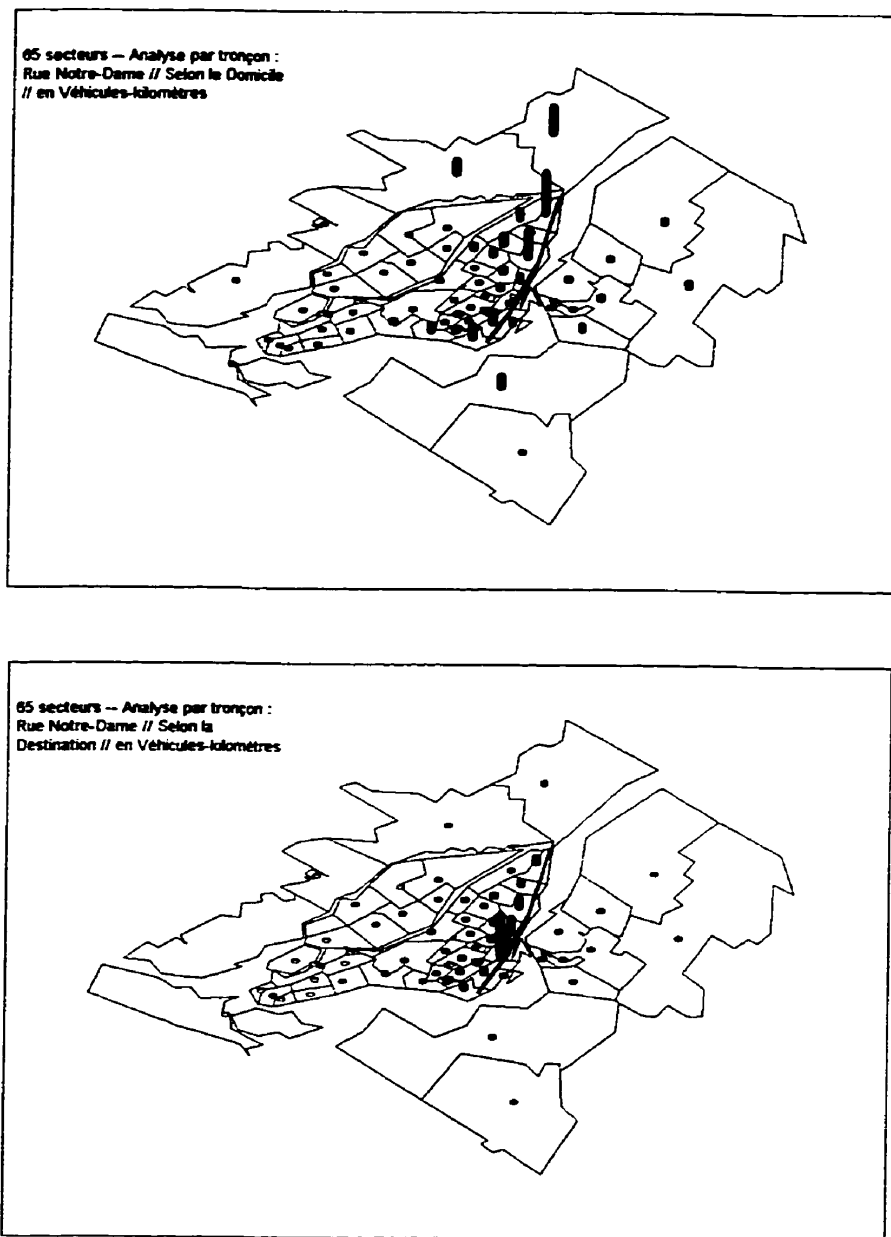 65 secteurs -- Analyse par tronçon :
Rue Notre-Dame // Selon le Domicile
// en Véhicules-kilomètres
65 secteurs -- Analyse par tronçon :
Rue Notre-Dame // Selon la
Destination // en Véhicules-kilomètres